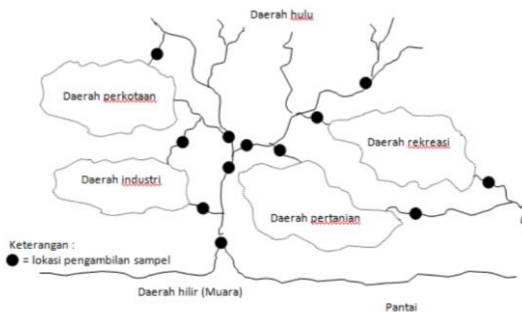 Daerah hulu
Daerah perkotaan
Daerah rekreasi
Daerah industri
Daerah pertanian
Keterangan :
= lokasi pengambilan sampel
Daerah hilir (Muara)
Pantai